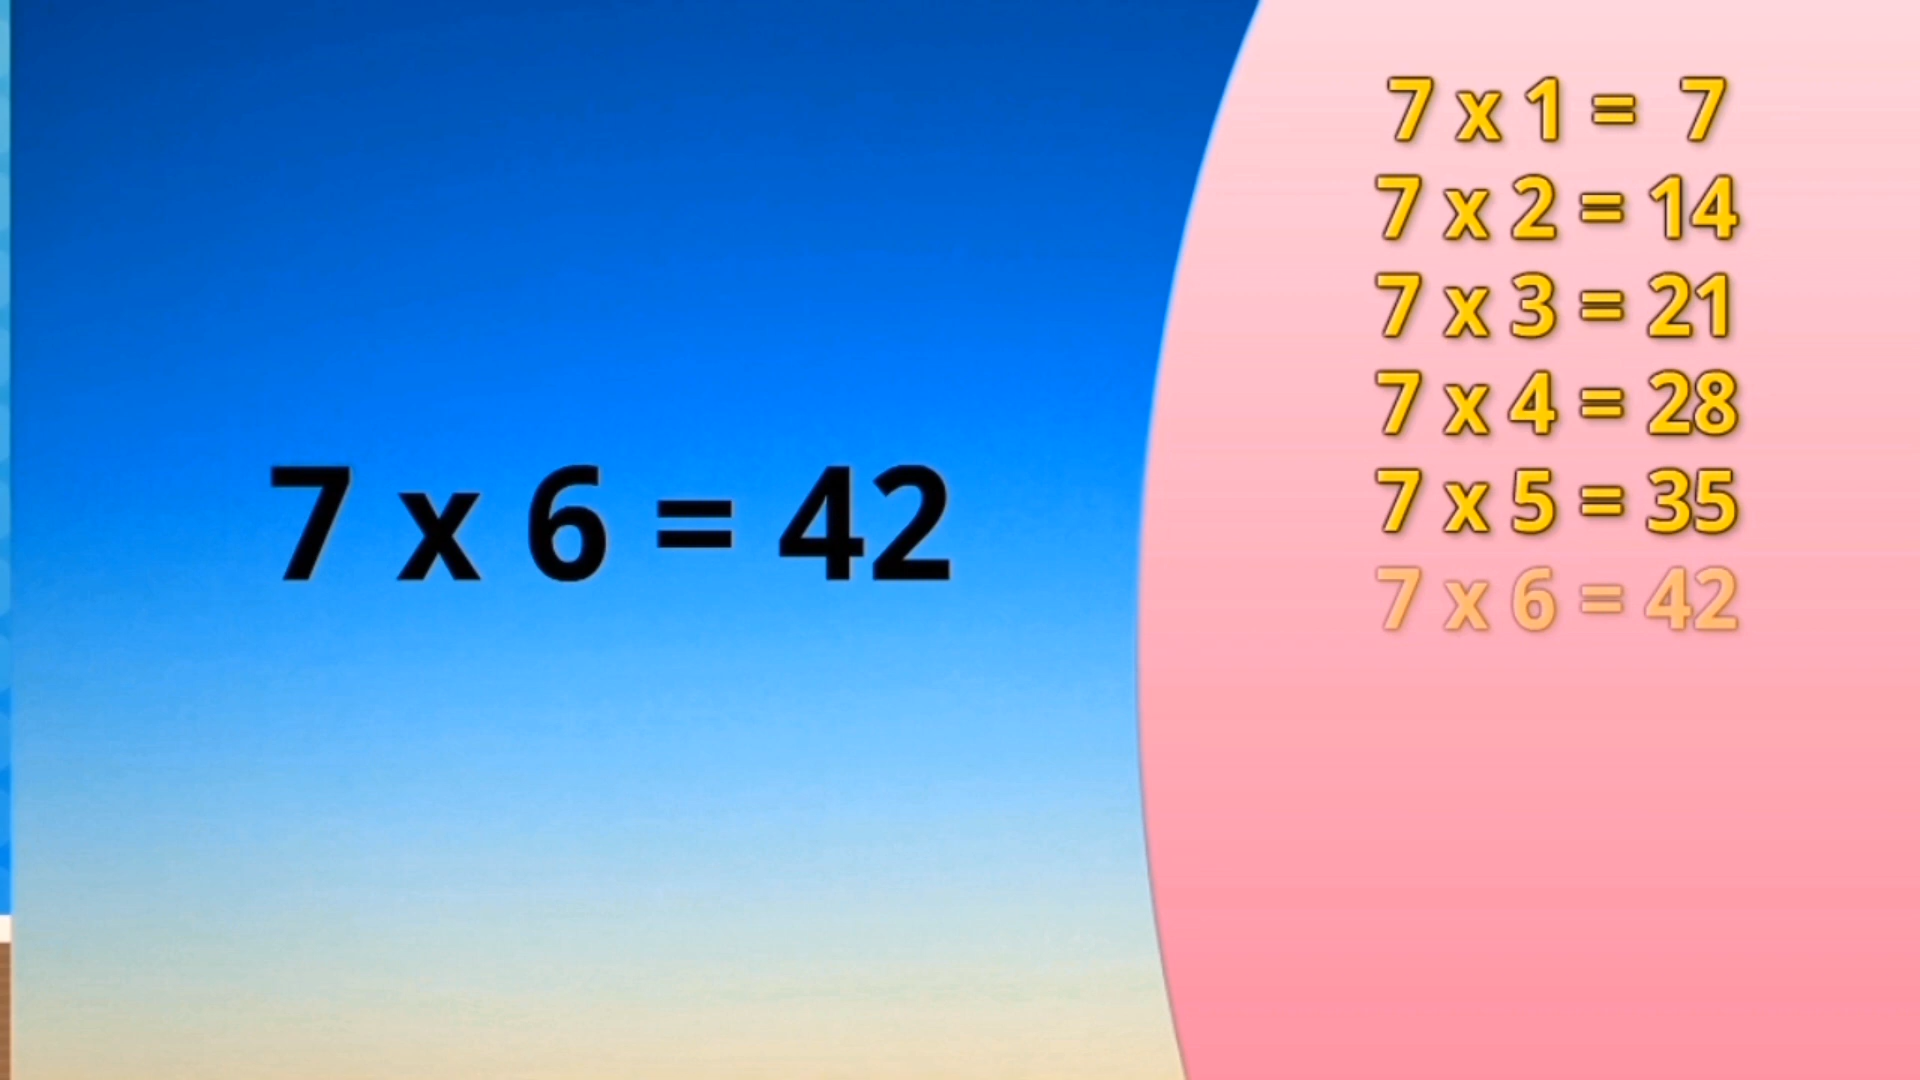 7 x 6 = 42
7 x 1 = 7
7 x 2 = 14
7 x 3 = 21
7 x 4 = 28
7 x 5 = 35
7 x 6 = 42